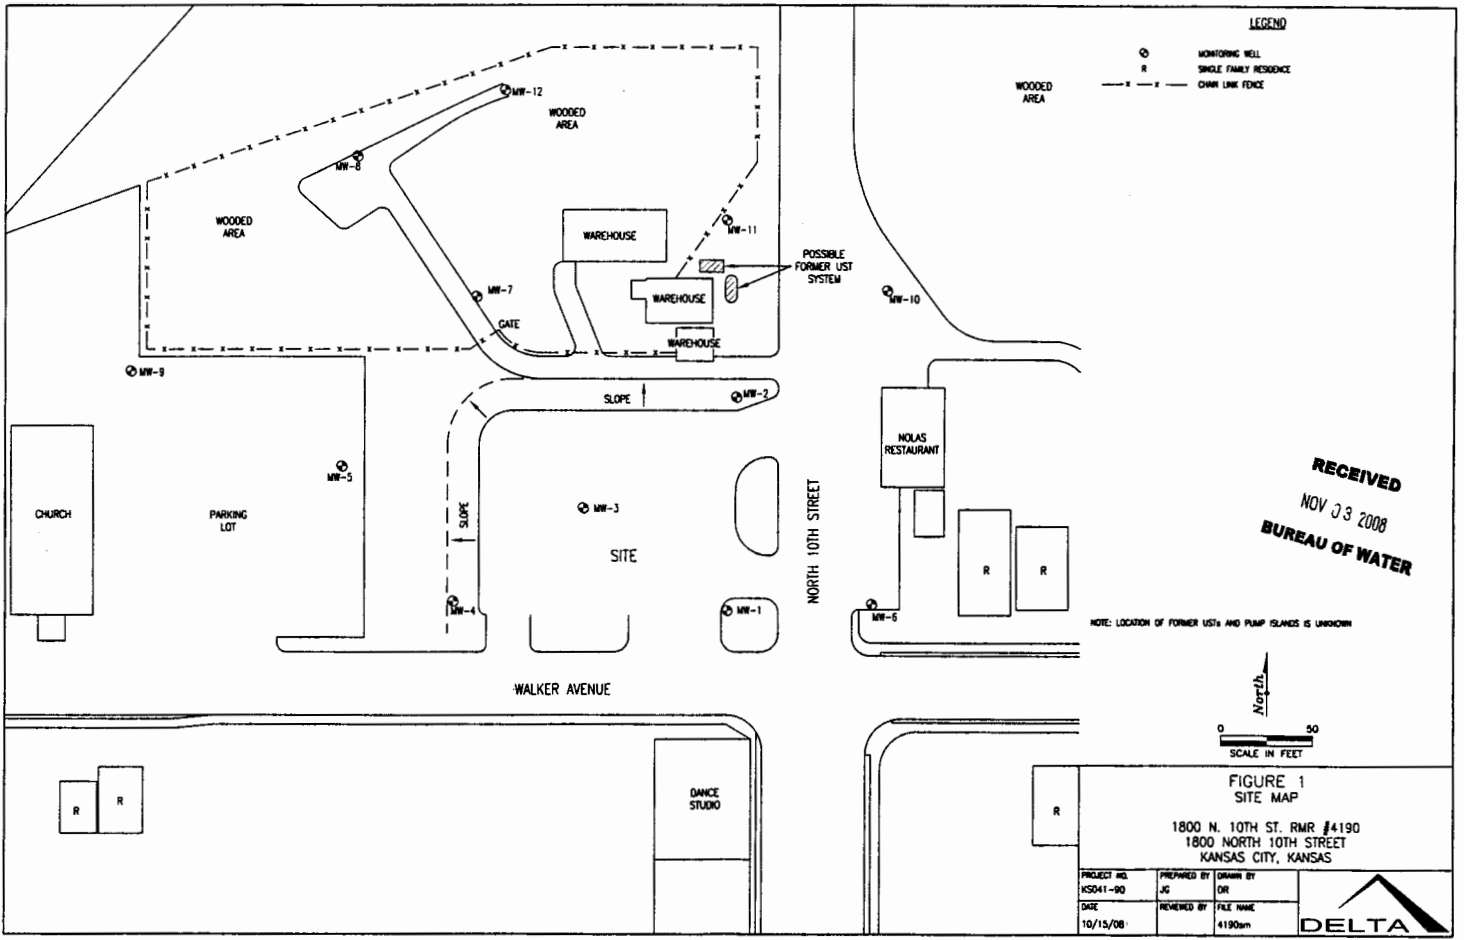 LEGEND
MONITORING WELL
R SINGLE FAMILY RESIDENCE
x x CHAIN LINK FENCE
WOODED
AREA
MW-12
WOODED
AREA
MW-8
WOODED
AREA
WAREHOUSE
MW-11
POSSIBLE
FORMER UST
SYSTEM
MW-7
WAREHOUSE
MW-10
GATE
WAREHOUSE
MW-9
SLOPE
MW-2
NOLAS
RESTAURANT
MW-5
RECEIVED
NOV 03 2008
BUREAU OF WATER
CHURCH
PARKING
LOT
SLOPE
MW-3
SITE
NORTH 10TH STREET
R
R
MW-4
MW-1
MW-6
NOTE: LOCATION OF FORMER USTs AND PUMP ISLANDS IS UNKNOWN
WALKER AVENUE
North
0 50
SCALE IN FEET
R
R
DANCE
STUDIO
R
FIGURE 1
SITE MAP
1800 N. 10TH ST. RMR #4190
1800 NORTH 10TH STREET
KANSAS CITY, KANSAS
PROJECT NO. PREPARED BY DRAWN BY
KS041-90 JG DR
DATE REVIEWED BY FILE NAME
10/15/08 4190sm
DELTA